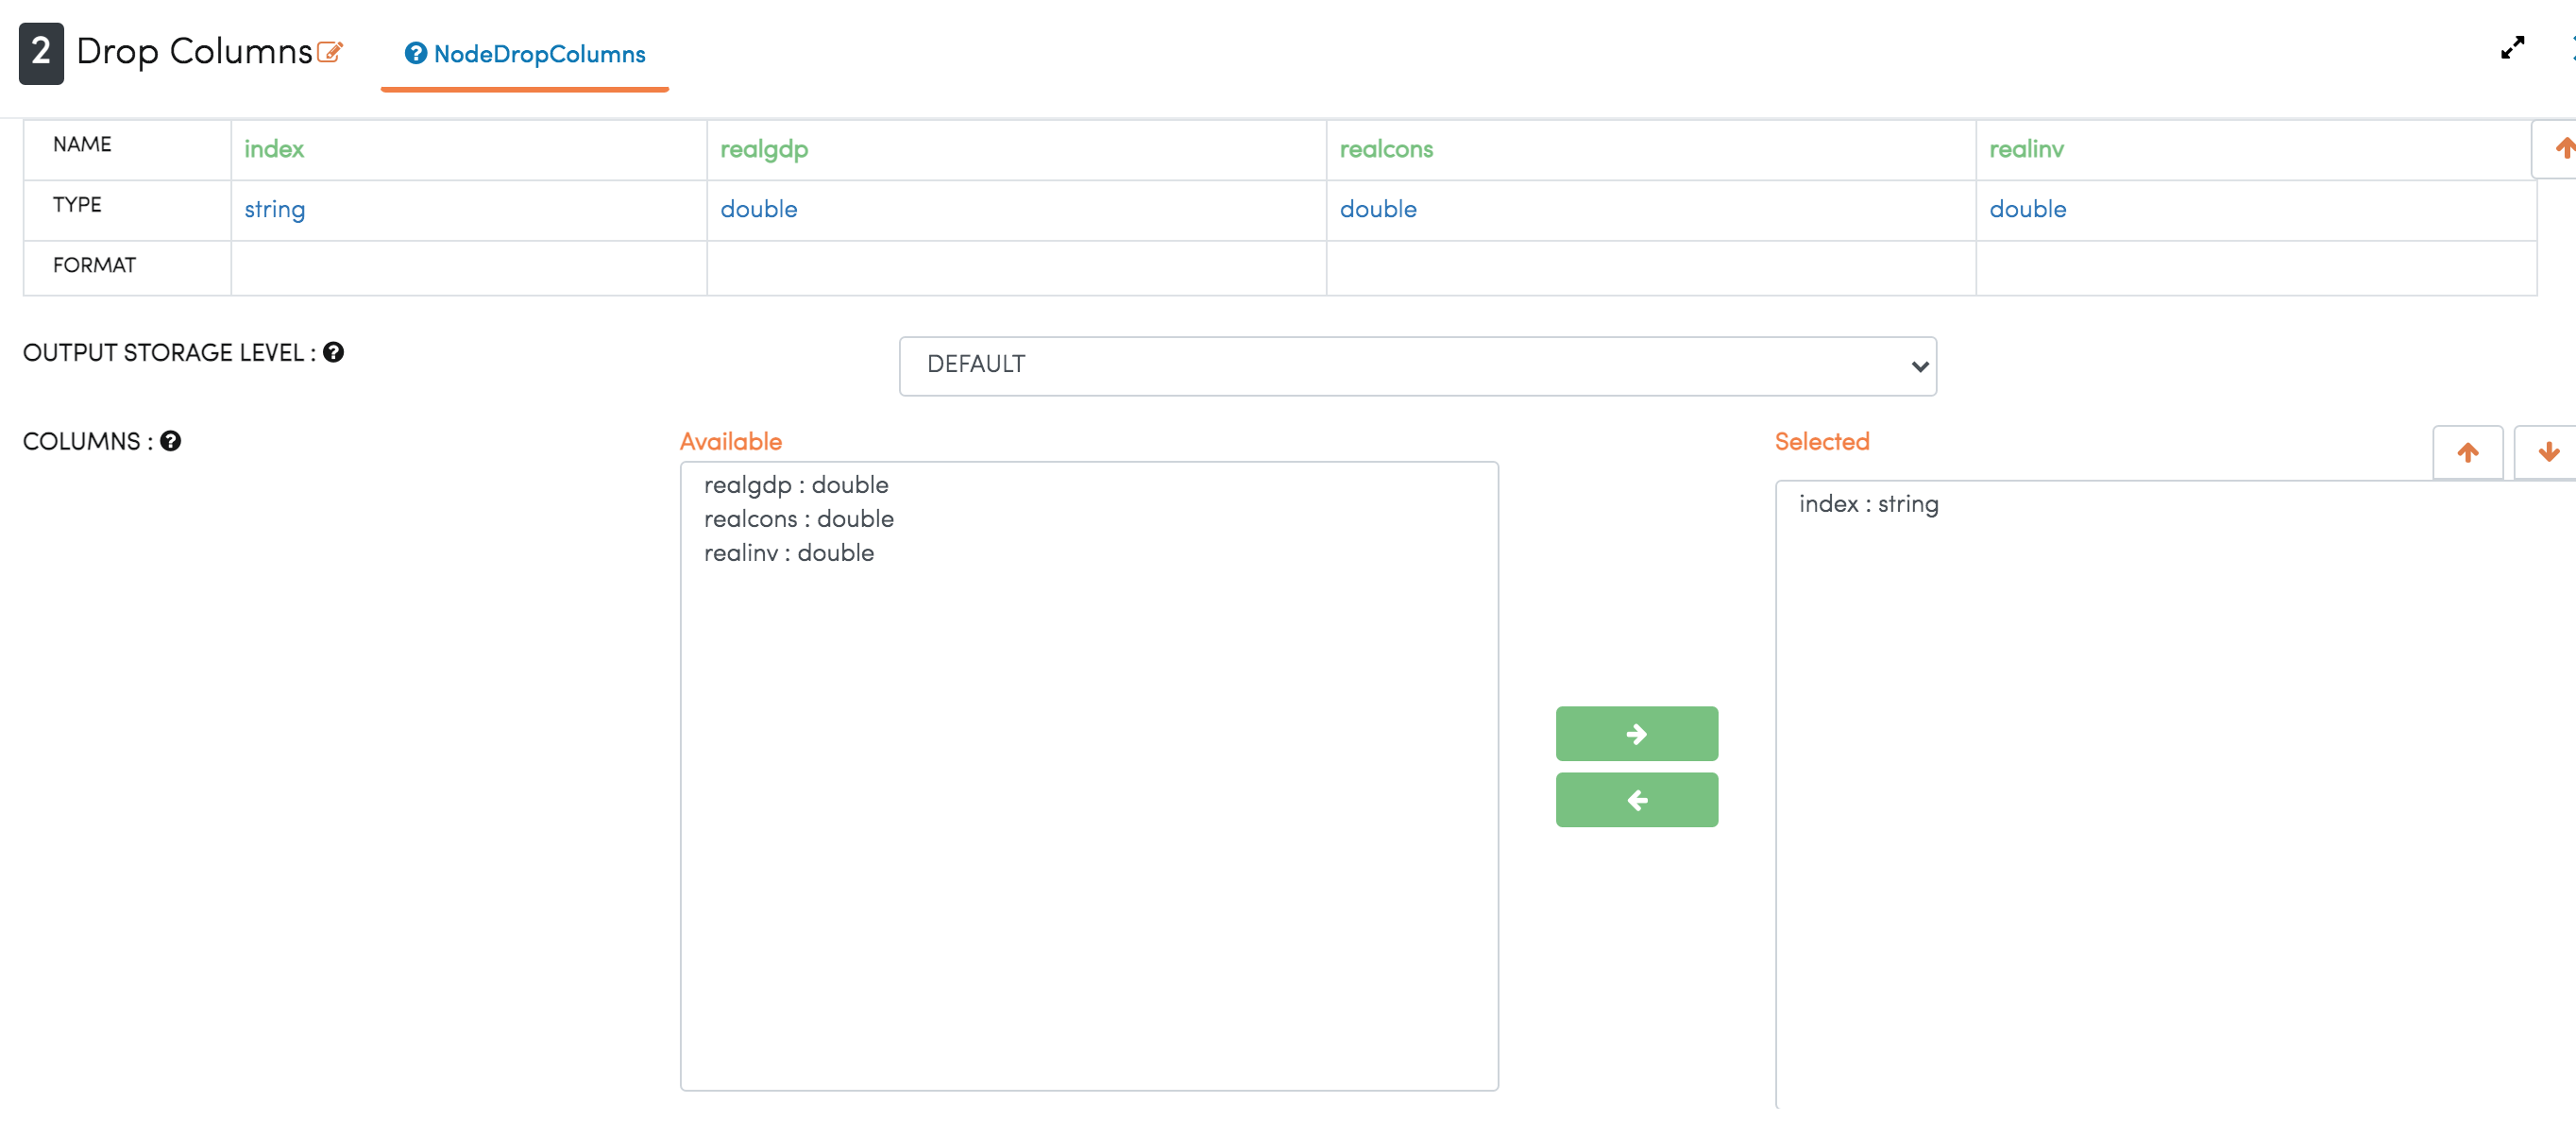 2 Drop Columns NodeDropColumns
NAME index realgdp realcons realinv
TYPE string double double double
FORMAT
OUTPUT STORAGE LEVEL : DEFAULT
COLUMNS : Available Selected
realgdp : double
realcons : double
realinv : double
index : string